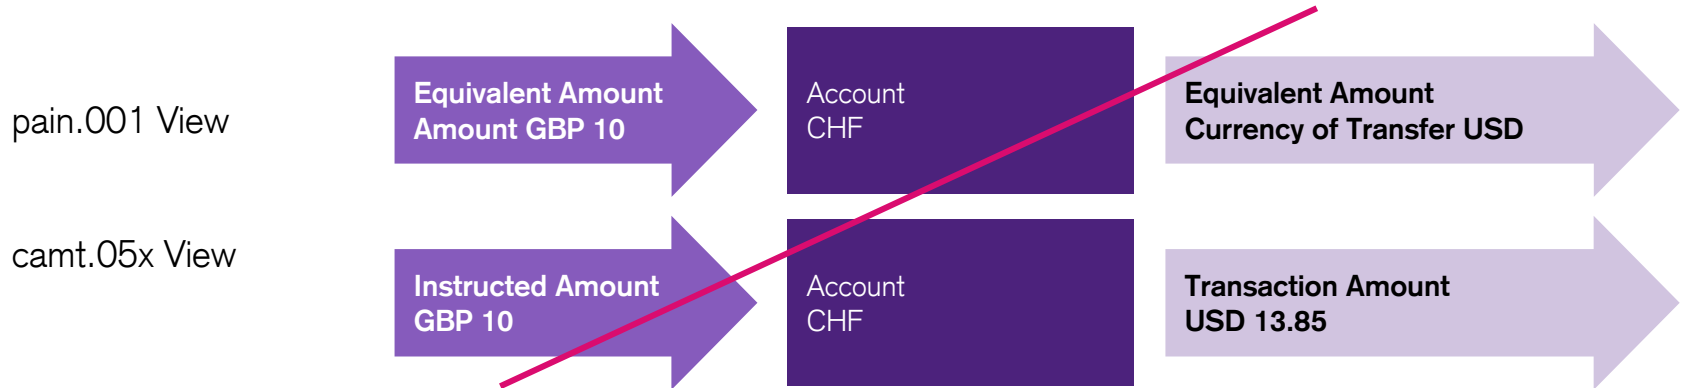 pain.001 View
Equivalent Amount
Amount GBP 10
Account
CHF
Equivalent Amount
Currency of Transfer USD
camt.05x View
Instructed Amount
GBP 10
Account
CHF
Transaction Amount
USD 13.85